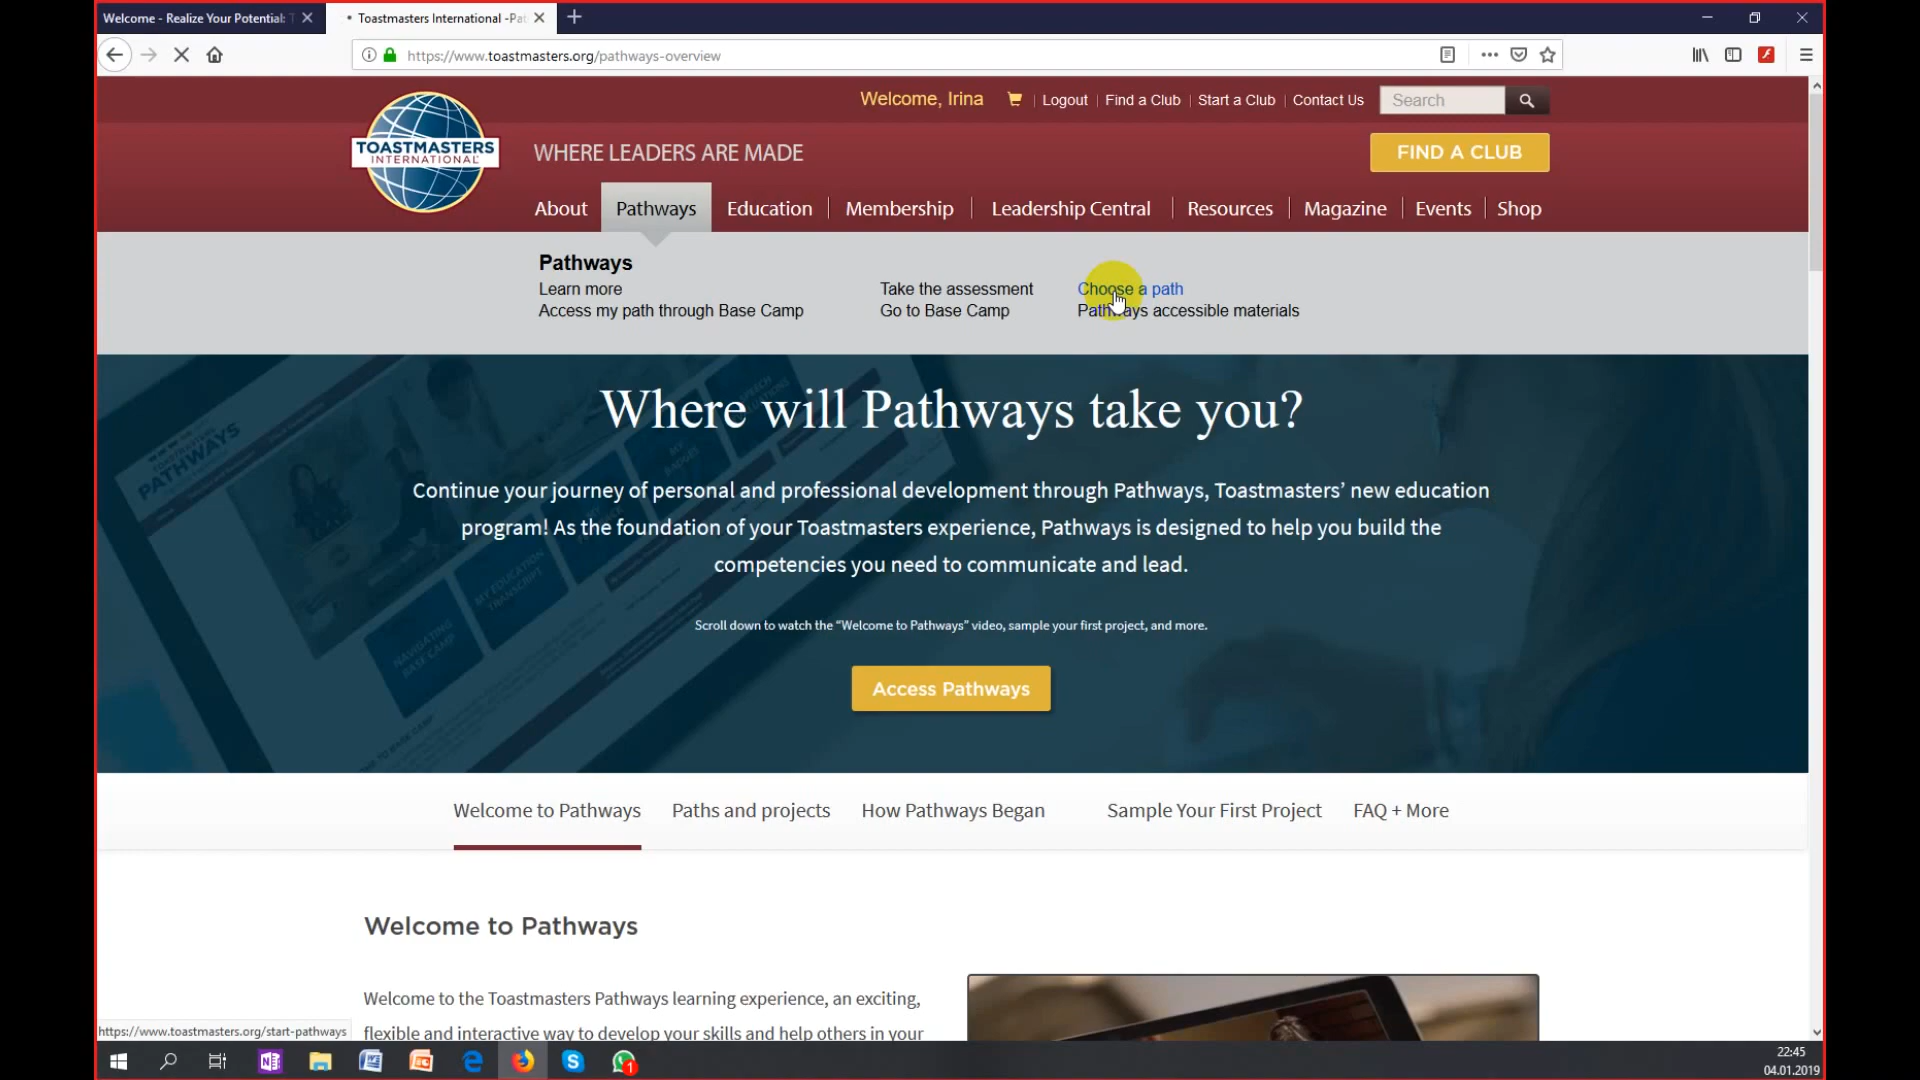 Welcome - Realize Your Potential: T
Toastmasters International -Pat
https://www.toastmasters.org/pathways-overview
Welcome, Irina
Logout
Find a Club
Start a Club
Contact Us
Search
TOASTMASTERS
INTERNATIONAL
WHERE LEADERS ARE MADE
FIND A CLUB
About
Pathways
Education
Membership
Leadership Central
Resources
Magazine
Events
Shop
Pathways
Learn more
Take the assessment
Choose a path
Access my path through Base Camp
Go to Base Camp
Pathways accessible materials
Where will Pathways take you?
Continue your journey of personal and professional development through Pathways, Toastmasters’ new education
program! As the foundation of your Toastmasters experience, Pathways is designed to help you build the
competencies you need to communicate and lead.
Scroll down to watch the “Welcome to Pathways” video, sample your first project, and more.
Access Pathways
PATHWAYS
MY EDUCATION
TRANSCRIPT
NAVIGATING
BASE CAMP
Welcome to Pathways
Paths and projects
How Pathways Began
Sample Your First Project
FAQ + More
Welcome to Pathways
Welcome to the Toastmasters Pathways learning experience, an exciting,
flexible and interactive way to develop your skills and help others in your
https://www.toastmasters.org/start-pathways
1
22:45
04.01.2019